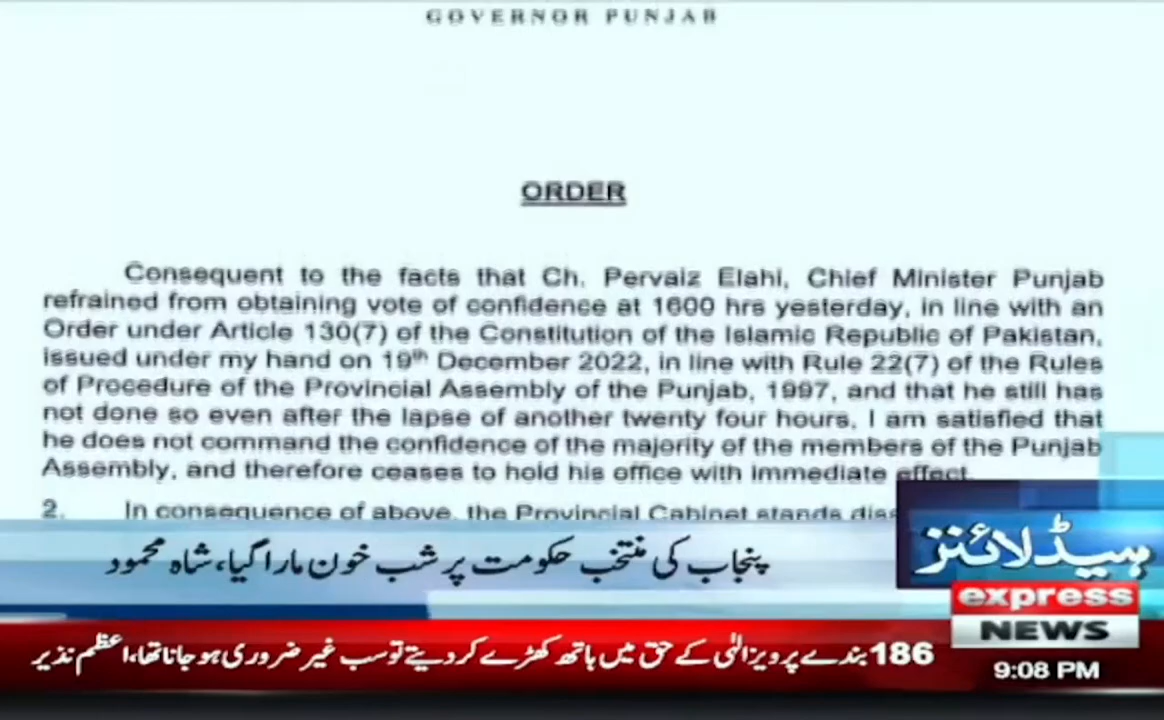 GOVERNOR PUNJAB
ORDER
Consequent to the facts that Ch. Pervaiz Elahi, Chief Minister Punjab
refrained from obtaining vote of confidence at 1600 hrs yesterday, in line with an
Order under Article 130(7) of the Constitution of the Islamic Republic of Pakistan,
issued under my hand on 19th December 2022, in line with Rule 22(7) of the Rules
of Procedure of the Provincial Assembly of the Punjab, 1997, and that he still has
not done so even after the lapse of another twenty four hours, I am satisfied that
he does not command the confidence of the majority of the members of the Punjab
Assembly, and therefore ceases to hold his office with immediate effect.
2. In consequence of above, the Provincial Cabinet stands
ہیڈلائنز
پنجاب کی منتخب حکومت پر شب خون مارا گیا، شاہ محمود
express
NEWS
186 بندے پرویز الٰہی کے حق میں ہاتھ کھڑے کر دیتے تو سب غیر ضروری ہو جانا تھا، اعظم نذیر
9:08 PM